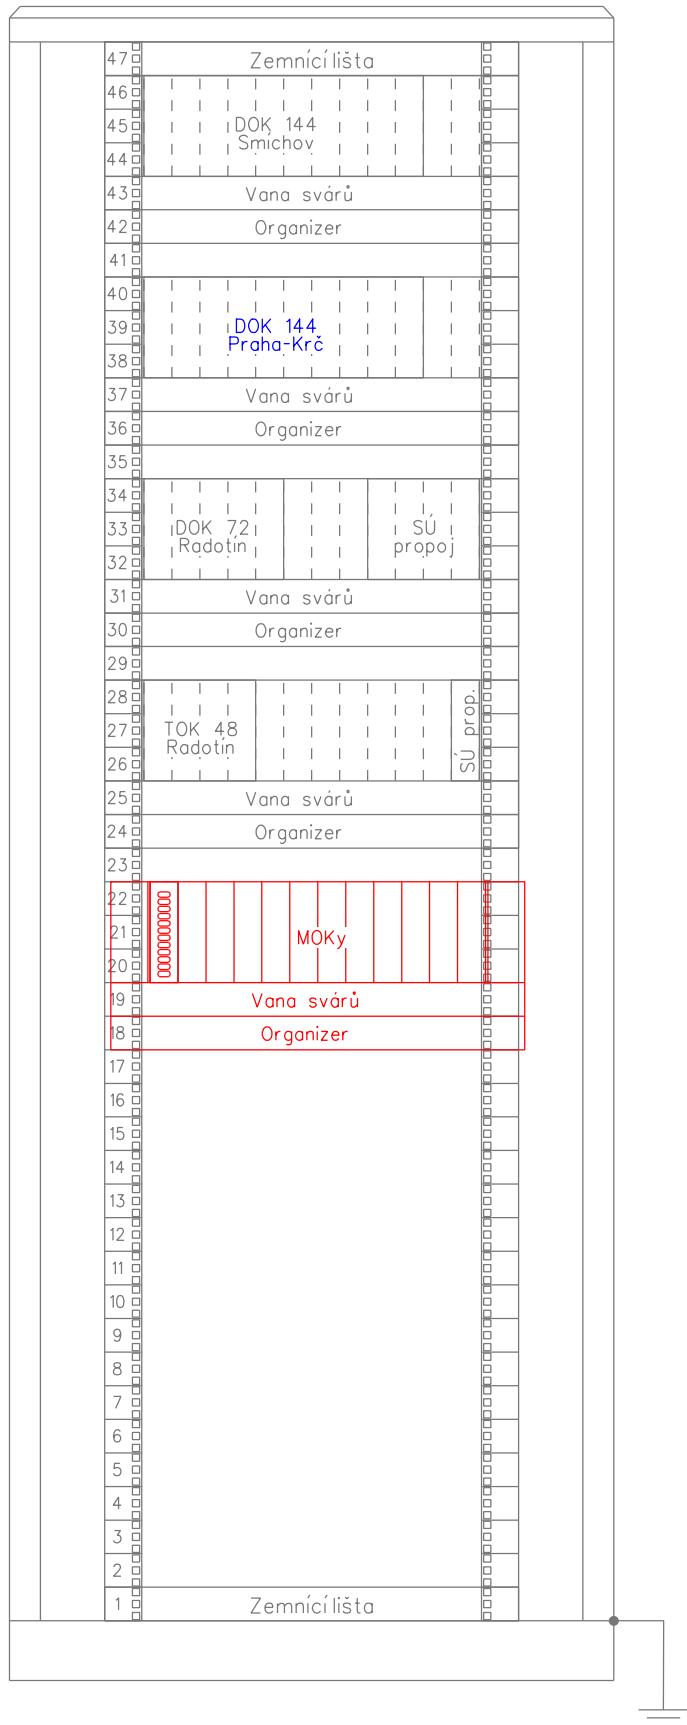 47 Zemnící lišta
46
45 DOK 144
Smíchov
44
43 Vana svárů
42 Organizer
41
40
39 DOK 144
Praha-Krč
38
37 Vana svárů
36 Organizer
35
34
33 DOK 72 SÚ
Radotín propoj
32
31 Vana svárů
30 Organizer
29
28
27 TOK 48 SÚ prop.
Radotín
26
25 Vana svárů
24 Organizer
23
22
21 MOKy
20
19 Vana svárů
18 Organizer
17
16
15
14
13
12
11
10
9
8
7
6
5
4
3
2
1 Zemnící lišta